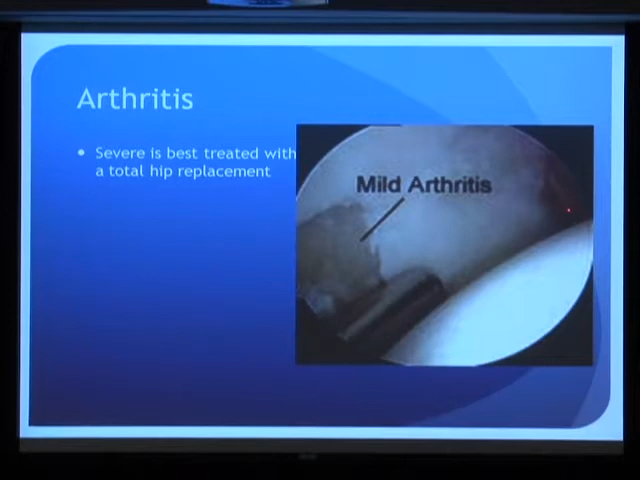 Arthritis
Severe is best treated with
a total hip replacement
Mild Arthritis